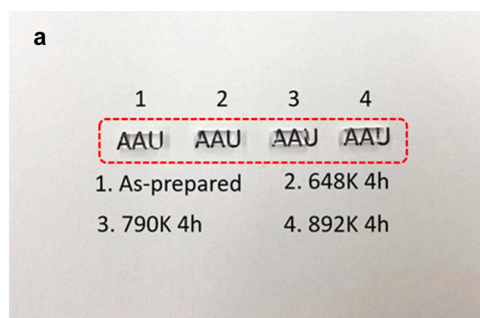 a
1 2 3 4
AAU AAU AAU AAU
1. As-prepared 2. 648K 4h
3. 790K 4h 4. 892K 4h